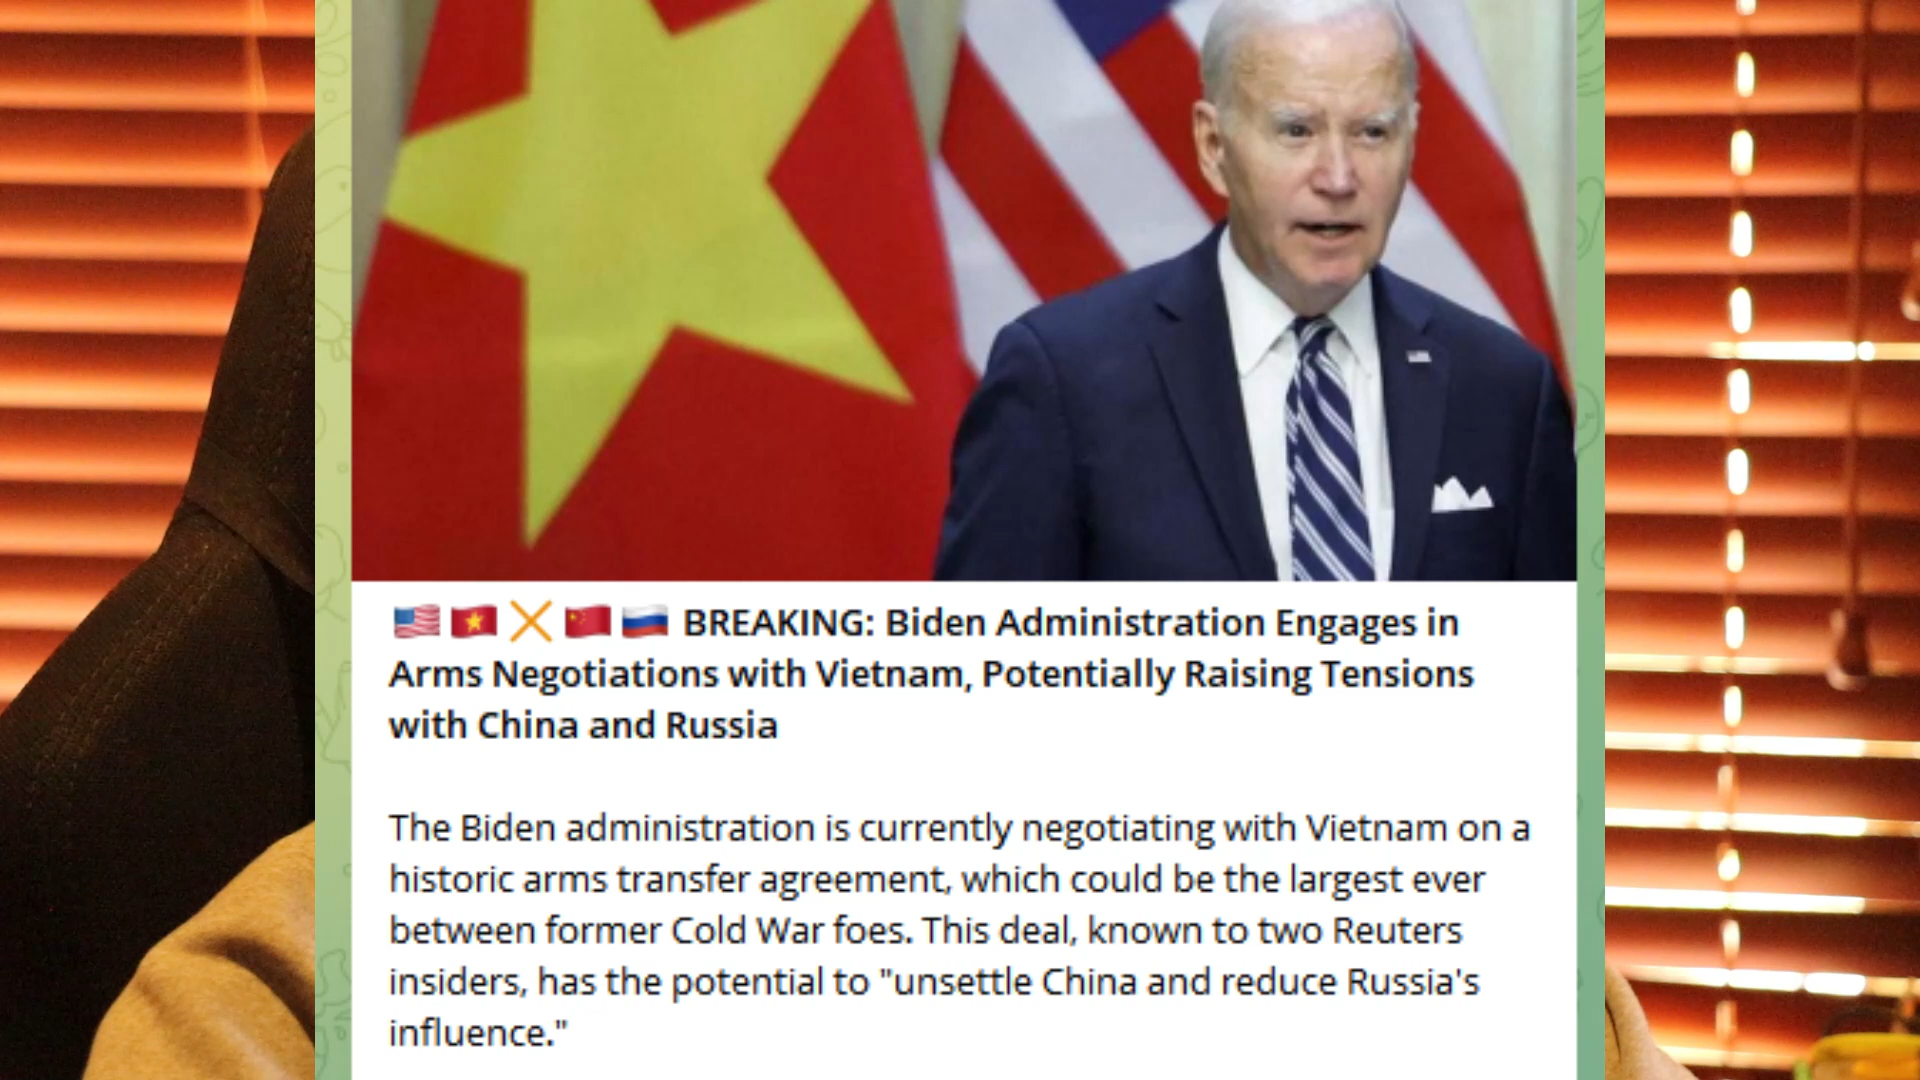 🇺🇸🇻🇳⚔🇨🇳🇷🇺 BREAKING: Biden Administration Engages in
Arms Negotiations with Vietnam, Potentially Raising Tensions
with China and Russia
The Biden administration is currently negotiating with Vietnam on a
historic arms transfer agreement, which could be the largest ever
between former Cold War foes. This deal, known to two Reuters
insiders, has the potential to "unsettle China and reduce Russia's
influence."